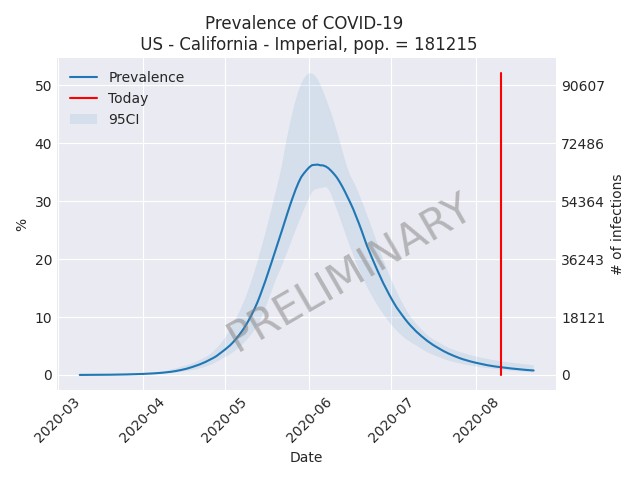 Prevalence of COVID-19
US - California - Imperial, pop. = 181215
Prevalence
Today
95CI
%
50
40
30
20
10
0
90607
72486
54364
36243
18121
0
# of infections
PRELIMINARY
2020-03
2020-04
2020-05
2020-06
2020-07
2020-08
Date